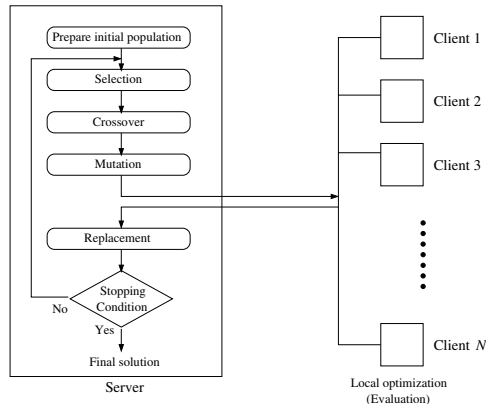 Prepare initial population
Selection
Crossover
Mutation
Replacement
Stopping
Condition
No
Yes
Final solution
Server
Client 1
Client 2
Client 3
Client N
Local optimization
(Evaluation)